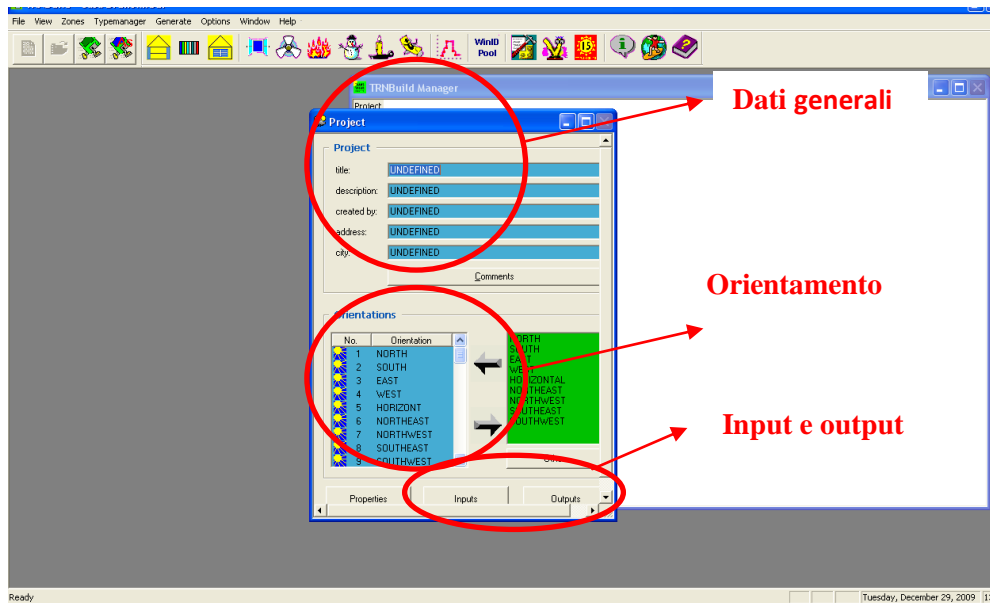 File View Zones Typemanager Generate Options Window Help
WinID
Pool
15
TRNBuild Manager
Project
Dati generali
Project
Project
title: UNDEFINED
description: UNDEFINED
created by: UNDEFINED
address: UNDEFINED
city: UNDEFINED
Comments
Orientamento
Orientations
No. Orientation
1 NORTH
2 SOUTH
3 EAST
4 WEST
5 HORIZONT
6 NORTHEAST
7 NORTHWEST
8 SOUTHEAST
9 SOUTHWEST
NORTH
SOUTH
EAST
WEST
HORIZONTAL
NORTHEAST
NORTHWEST
SOUTHEAST
SOUTHWEST
Input e output
Properties
Inputs
Outputs
Ready
Tuesday, December 29, 2009